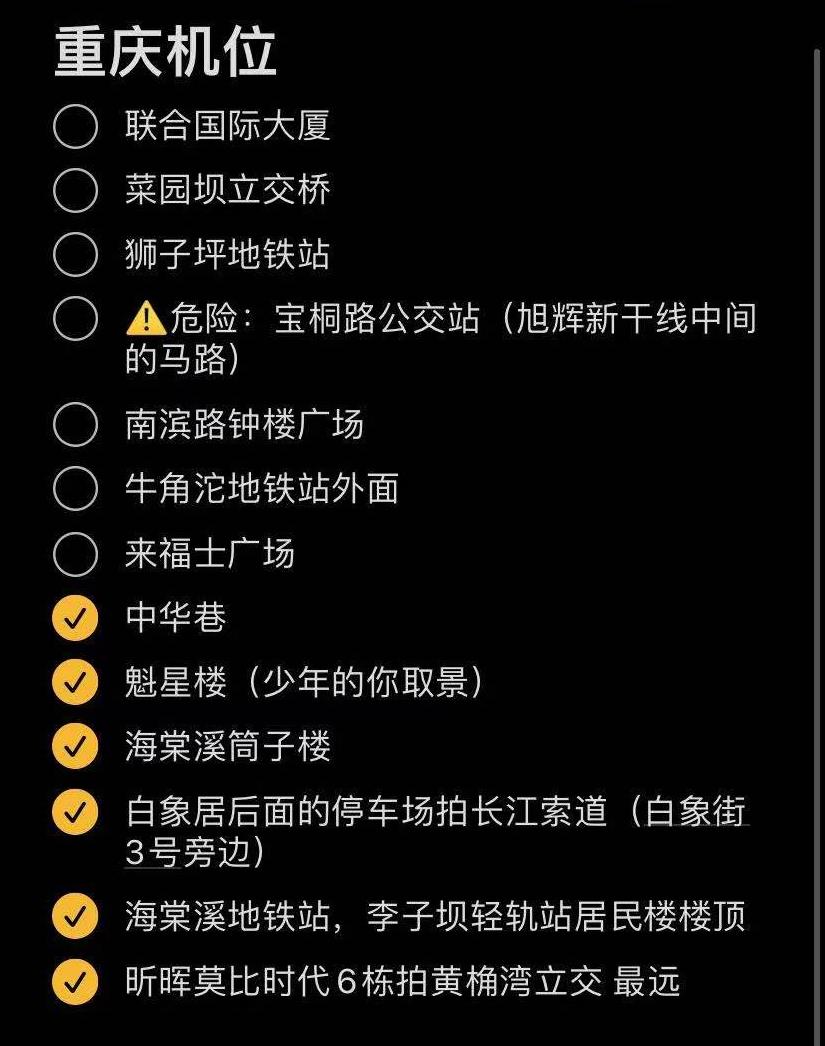 重庆机位
联合国际大厦
菜园坝立交桥
狮子坪地铁站
⚠️危险：宝桐路公交站（旭辉新干线中间
的马路）
南滨路钟楼广场
牛角沱地铁站外面
来福士广场
中华巷
魁星楼（少年的你取景）
海棠溪筒子楼
白象居后面的停车场拍长江索道（白象街
3号旁边）
海棠溪地铁站，李子坝轻轨站居民楼楼顶
昕晖莫比时代6栋拍黄桷湾立交 最远